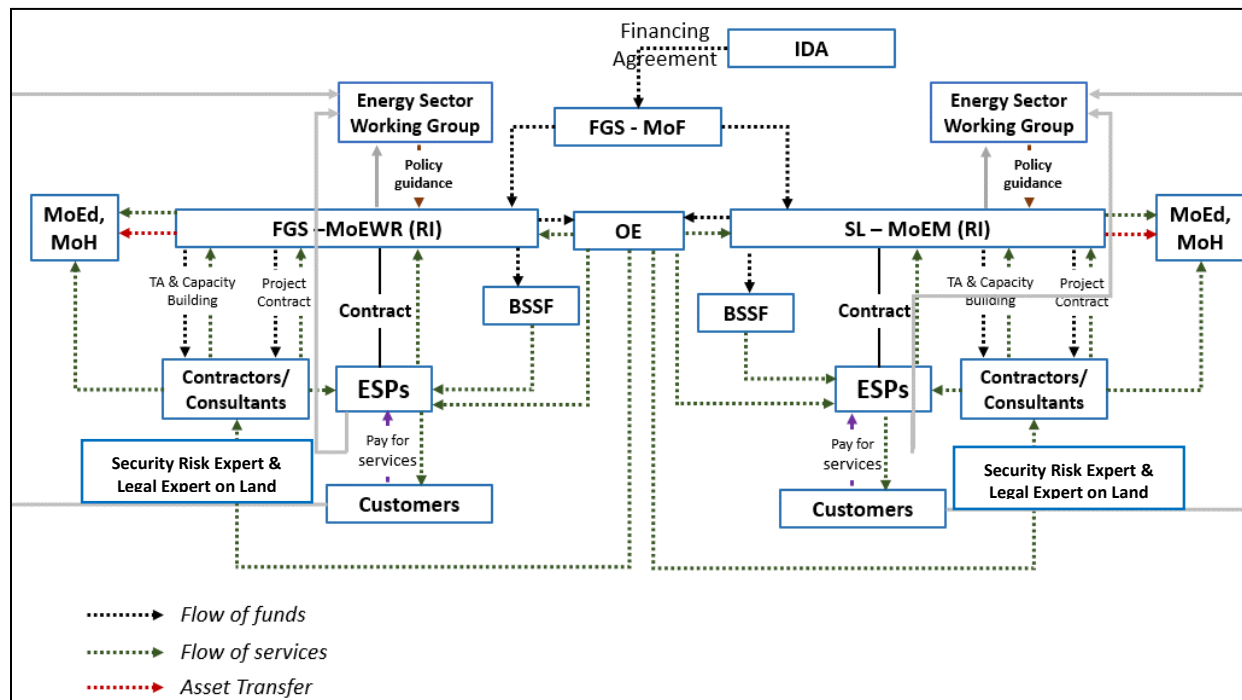 Financing
Agreement
IDA
Energy Sector
Working Group
FGS - MoF
Energy Sector
Working Group
Policy
guidance
Policy
guidance
MoEd,
MoH
FGS –MoEWR (RI)
OE
SL – MoEM (RI)
MoEd,
MoH
TA & Capacity
Building
Project
Contract
Contract
BSSF
BSSF
Contract
TA & Capacity
Building
Project
Contract
Contractors/
Consultants
ESPs
ESPs
Contractors/
Consultants
Security Risk Expert &
Legal Expert on Land
Pay for
services
Pay for
services
Security Risk Expert &
Legal Expert on Land
Customers
Customers
Flow of funds
Flow of services
Asset Transfer